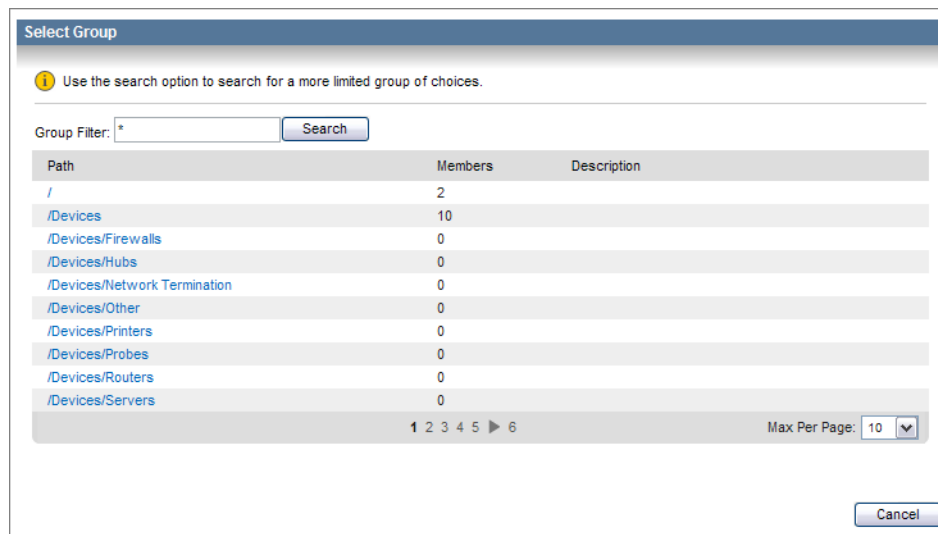 Select Group
i Use the search option to search for a more limited group of choices.
Group Filter: * Search
Path Members Description
/ 2
/Devices 10
/Devices/Firewalls 0
/Devices/Hubs 0
/Devices/Network Termination 0
/Devices/Other 0
/Devices/Printers 0
/Devices/Probes 0
/Devices/Routers 0
/Devices/Servers 0
1 2 3 4 5 ▶ 6 Max Per Page: 10
Cancel